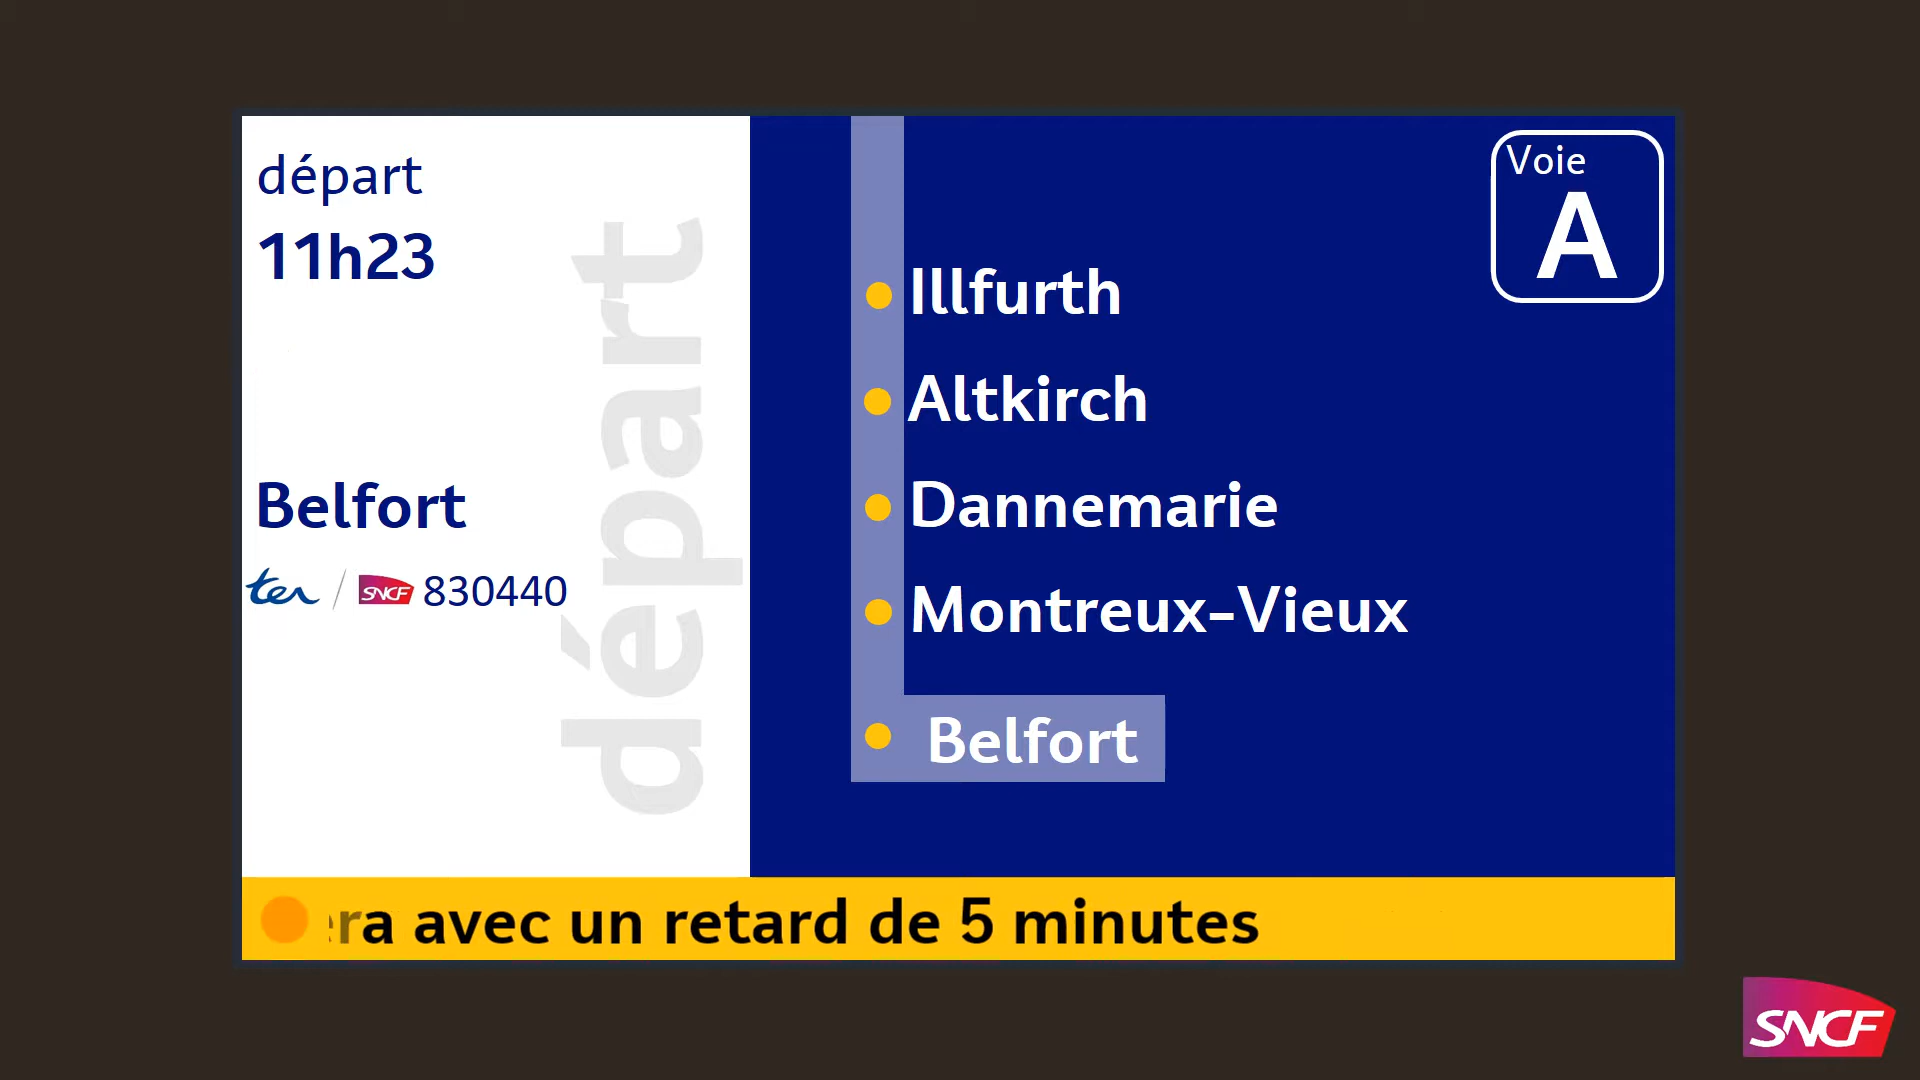 départ
11h23
Belfort
ter / SNCF 830440
départ
Voie
A
Illfurth
Altkirch
Dannemarie
Montreux-Vieux
Belfort
ra avec un retard de 5 minutes
SNCF